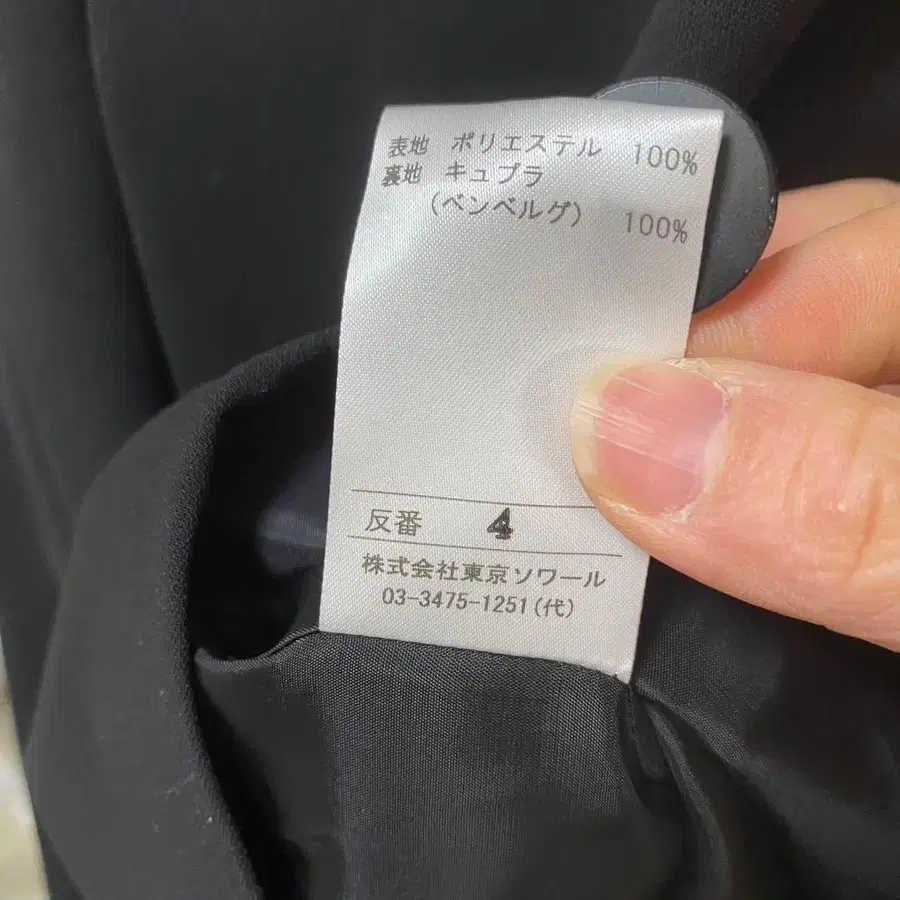 表地 ポリエステル 100%
裏地 キュプラ
(ベンベルグ) 100%
反番 4
株式会社東京ソワール
03-3475-1251(代)